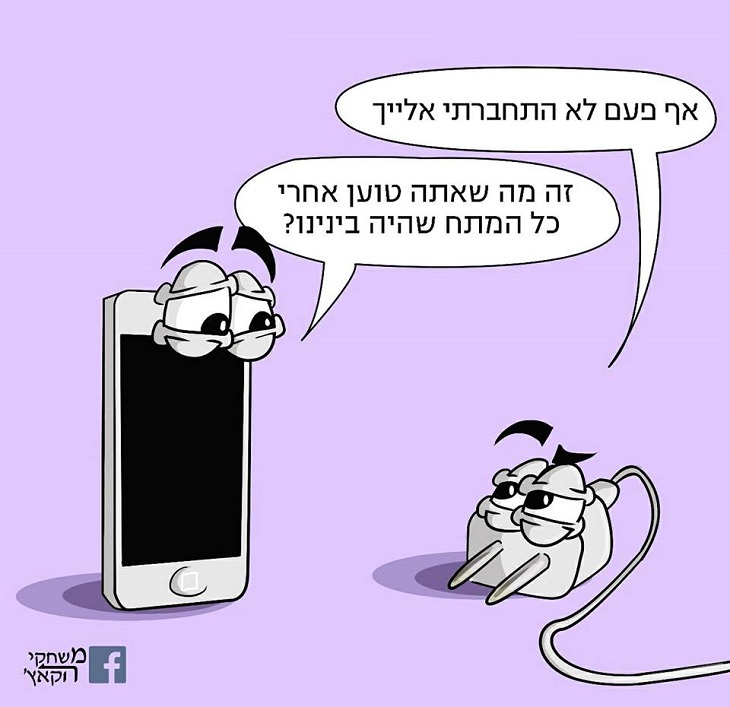 אף פעם לא התחברתי אלייך
זה מה שאתה טוען אחרי
כל המתח שהיה בינינו?
משחקי
הקאץ'
f